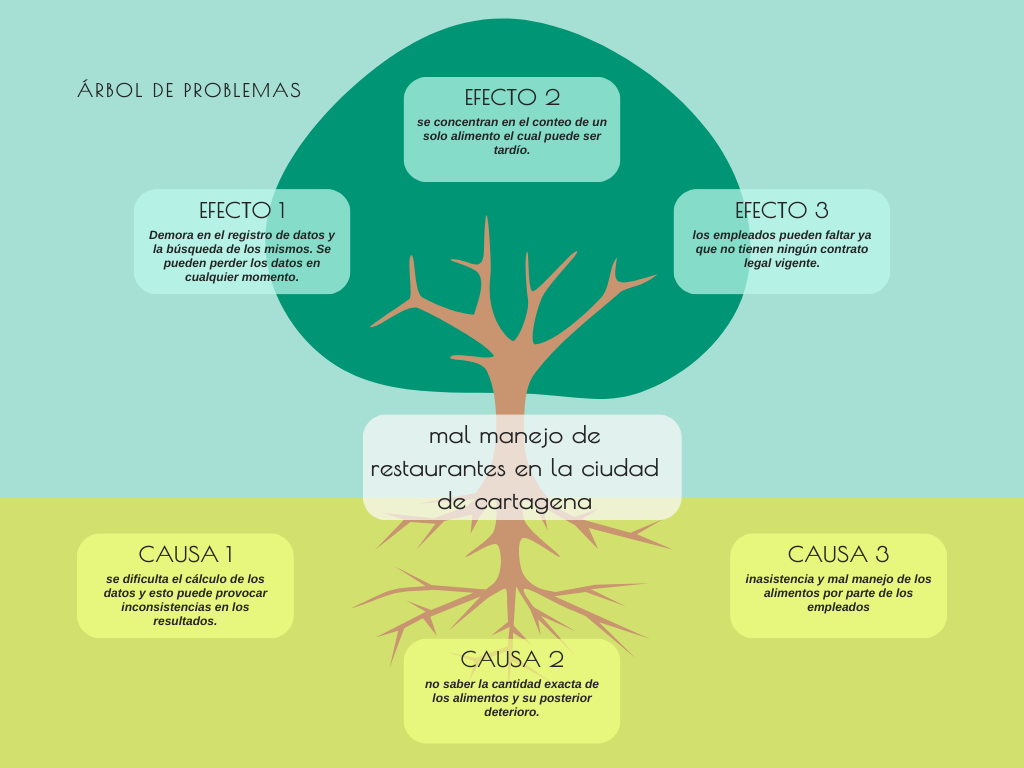 ÁRBOL DE PROBLEMAS
EFECTO 2
se concentran en el conteo de un
solo alimento el cual puede ser
tardío.
EFECTO 1
Demora en el registro de datos y
la búsqueda de los mismos. Se
pueden perder los datos en
cualquier momento.
EFECTO 3
los empleados pueden faltar ya
que no tienen ningún contrato
legal vigente.
mal manejo de
restaurantes en la ciudad
de cartagena
CAUSA 1
se dificulta el cálculo de los
datos y esto puede provocar
inconsistencias en los
resultados.
CAUSA 3
inasistencia y mal manejo de los
alimentos por parte de los
empleados
CAUSA 2
no saber la cantidad exacta de
los alimentos y su posterior
deterioro.